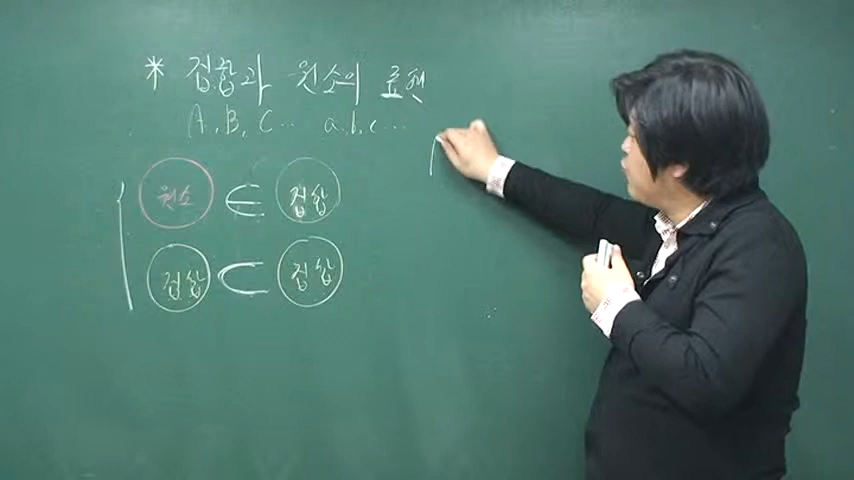 * 집합과 원소의 표현
A, B, C ··· a, b, c ···
원소 ∈ 집합
집합 ⊂ 집합